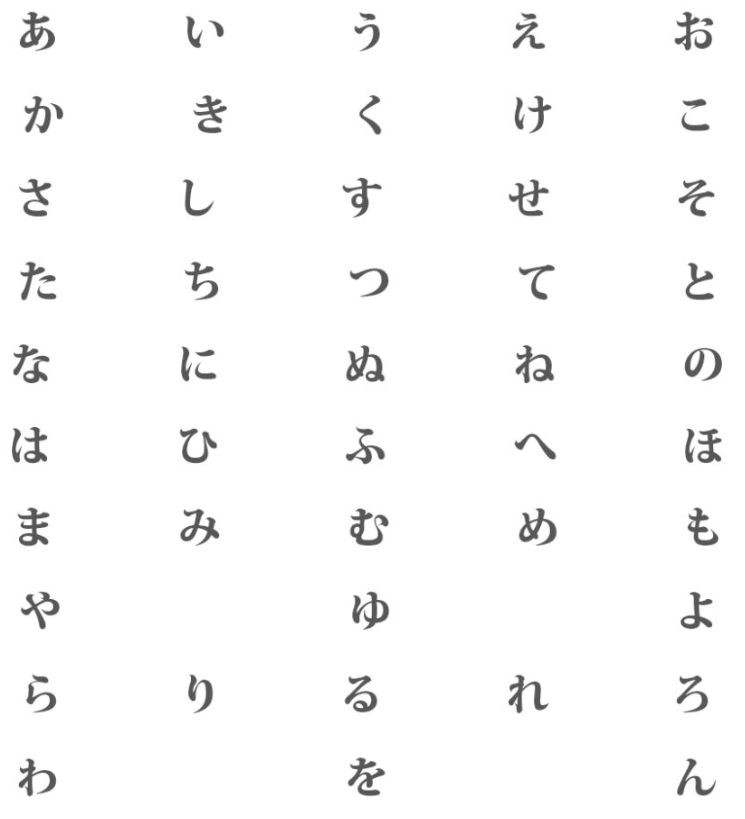 あ い う え お
か き く け こ
さ し す せ そ
た ち つ て と
な に ぬ ね の
は ひ ふ へ ほ
ま み む め も
や ゆ よ
ら り る れ ろ
わ を ん